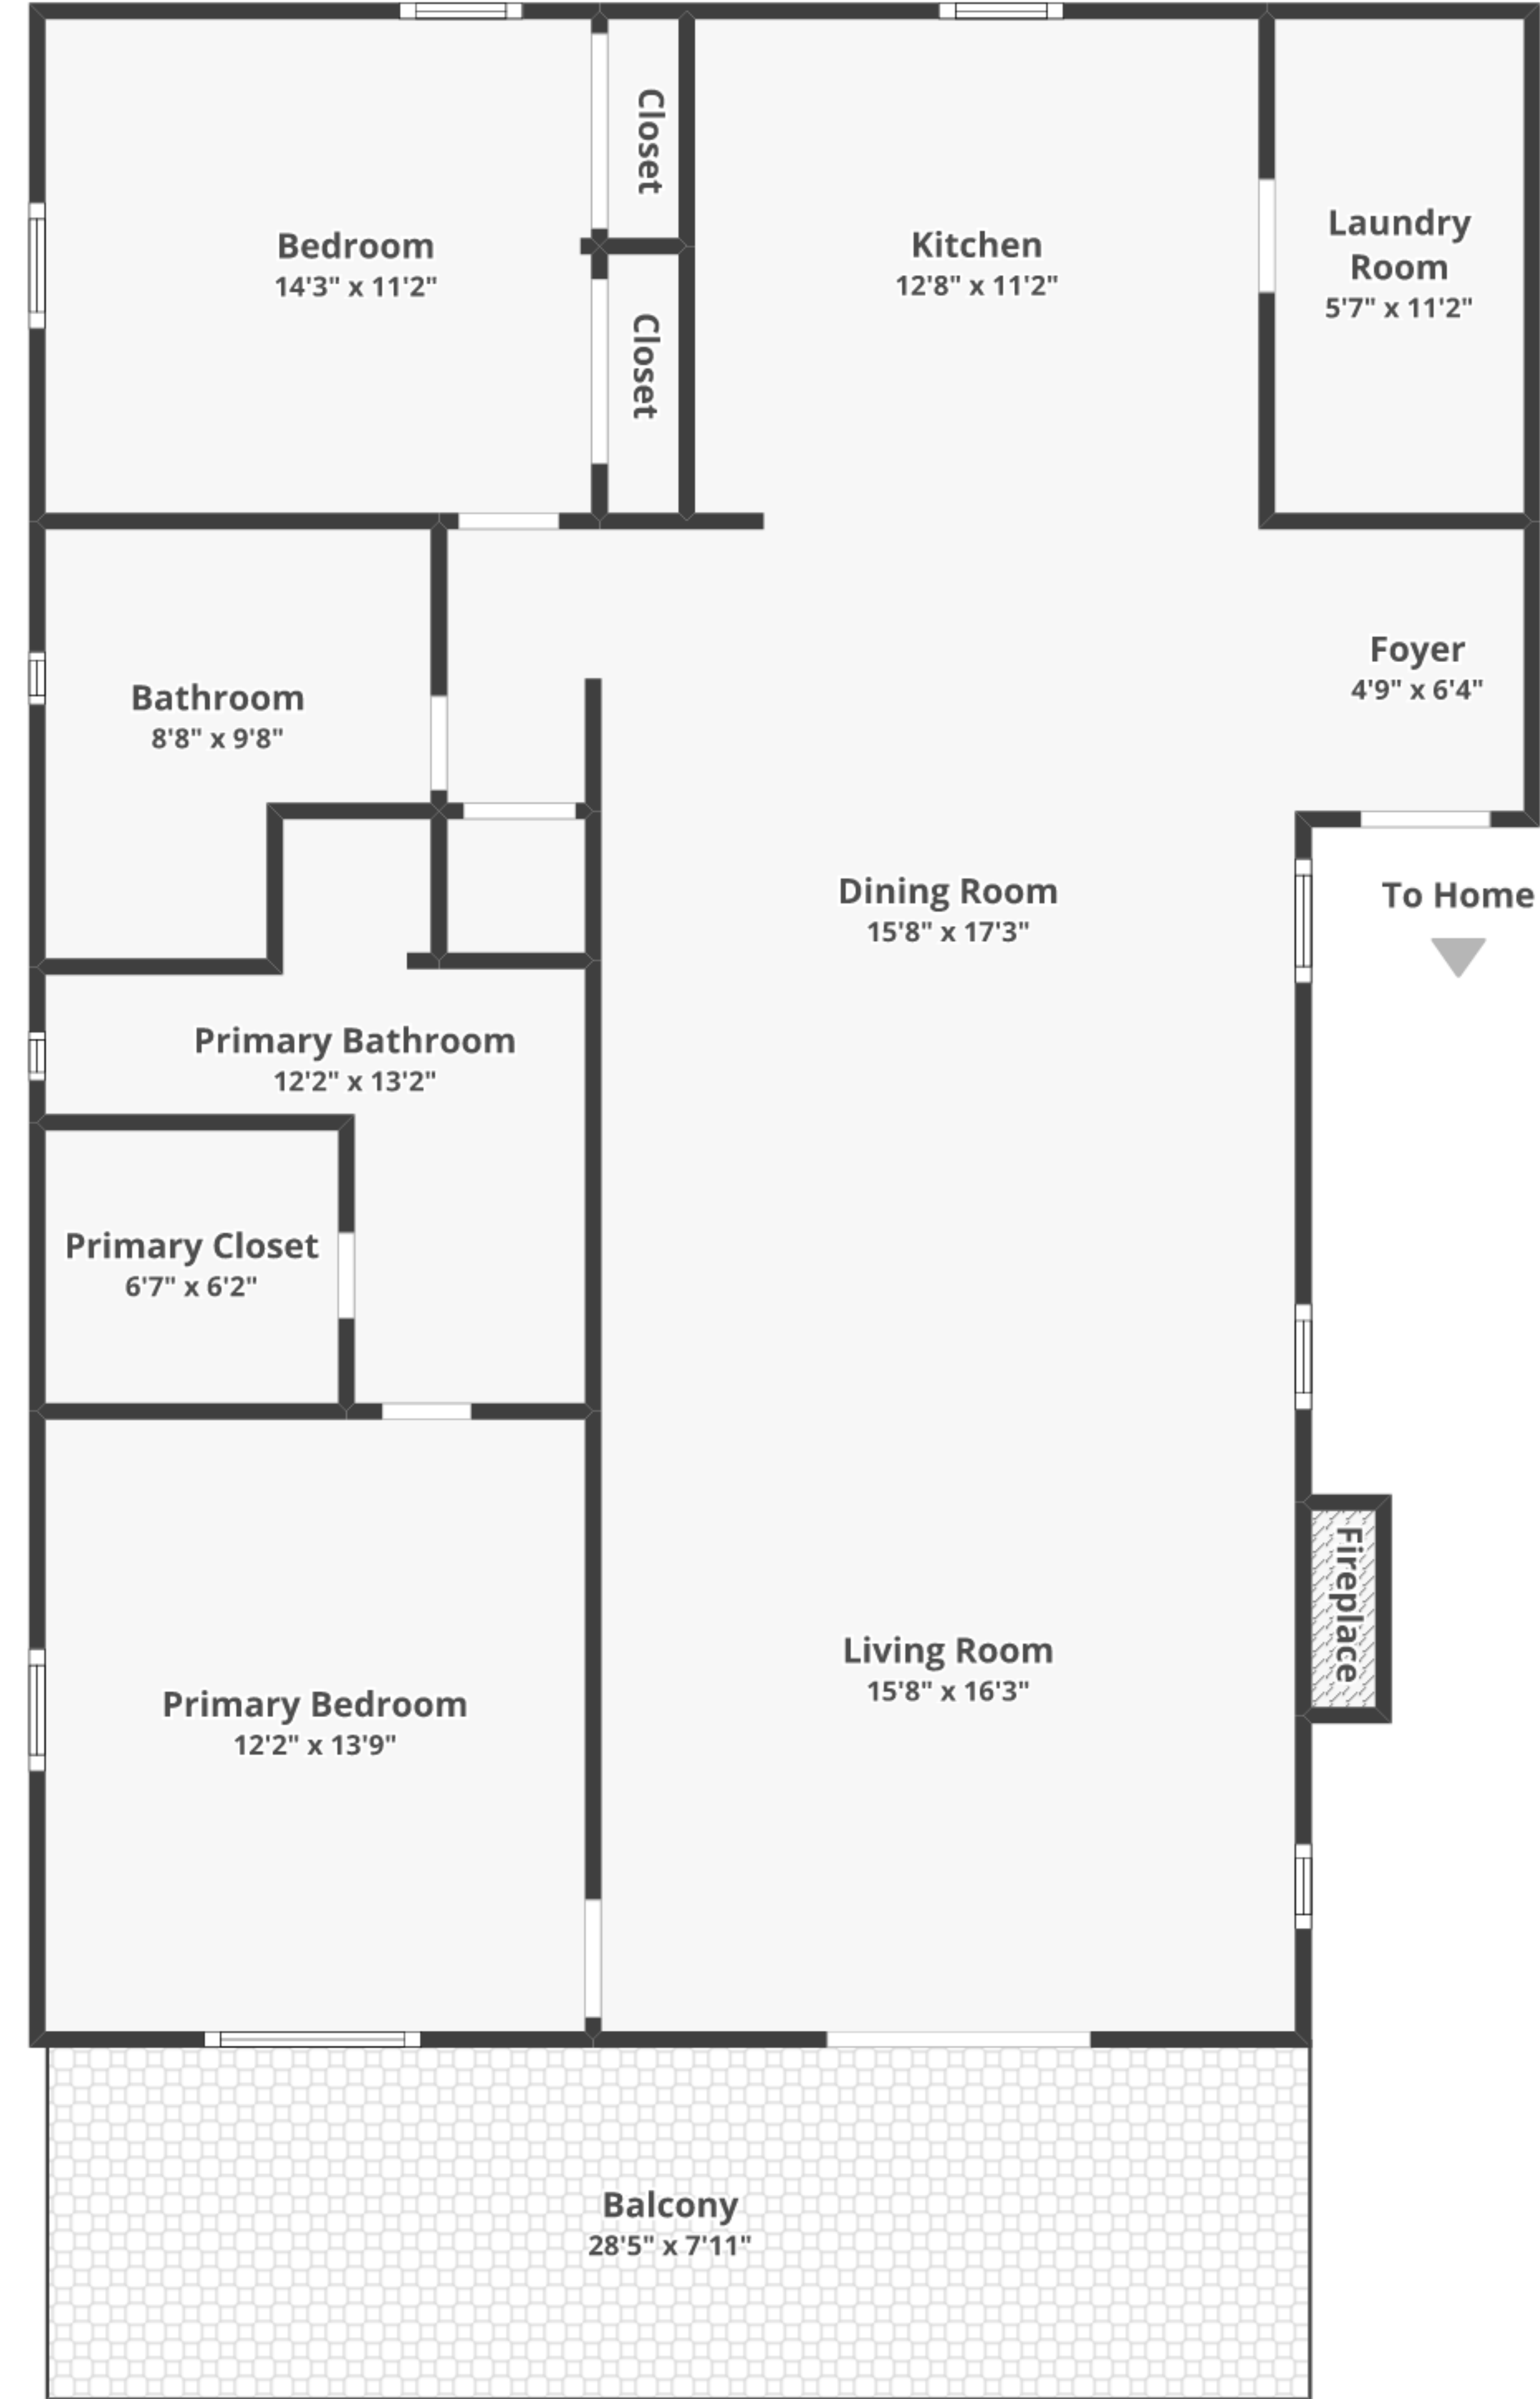 Closet
Bedroom
14'3" x 11'2"
Kitchen
12'8" x 11'2"
Laundry
Room
5'7" x 11'2"
Closet
Foyer
4'9" x 6'4"
Bathroom
8'8" x 9'8"
Dining Room
15'8" x 17'3"
To Home
Primary Bathroom
12'2" x 13'2"
Primary Closet
6'7" x 6'2"
Fireplace
Living Room
15'8" x 16'3"
Primary Bedroom
12'2" x 13'9"
Balcony
28'5" x 7'11"